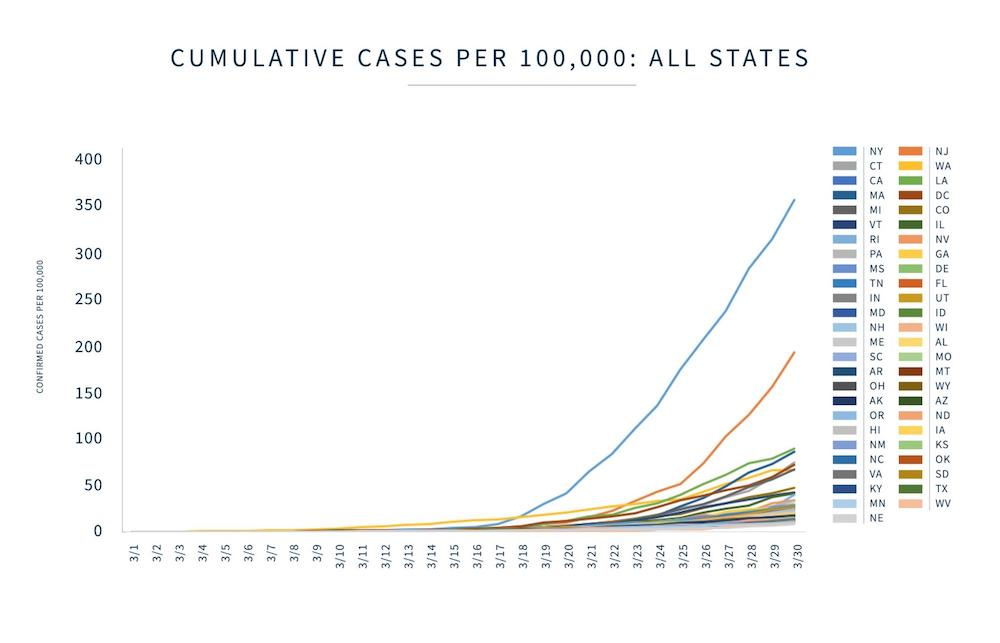 CUMULATIVE CASES PER 100,000: ALL STATES
CONFIRMED CASES PER 100,000
400
350
300
250
200
150
100
50
0
3/1 3/2 3/3 3/4 3/5 3/6 3/7 3/8 3/9 3/10 3/11 3/12 3/13 3/14 3/15 3/16 3/17 3/18 3/19 3/20 3/21 3/22 3/23 3/24 3/25 3/26 3/27 3/28 3/29 3/30
NY NJ
CT WA
CA LA
MA DC
MI CO
VT IL
RI NV
PA GA
MS DE
TN FL
IN UT
MD ID
NH WI
ME AL
SC MO
AR MT
OH WY
AK AZ
OR ND
HI IA
NM KS
NC OK
VA SD
KY TX
MN WV
NE